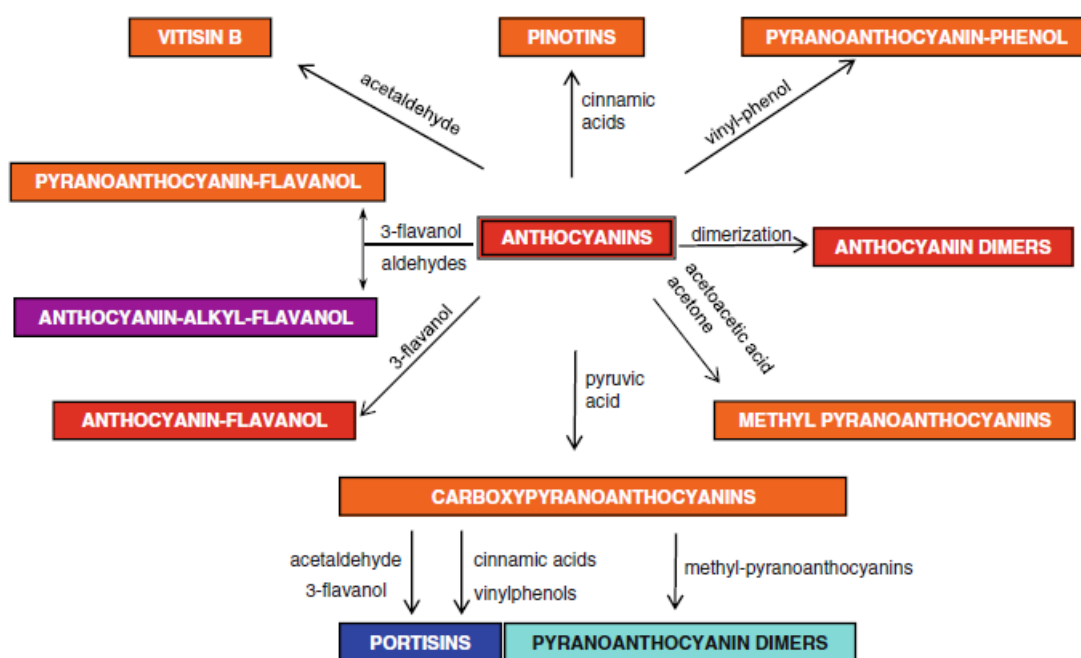 VITISIN B
PINOTINS
PYRANOANTHOCYANIN-PHENOL
acetaldehyde
cinnamic
acids
vinyl-phenol
PYRANOANTHOCYANIN-FLAVANOL
3-flavanol
aldehydes
ANTHOCYANINS
dimerization
ANTHOCYANIN DIMERS
ANTHOCYANIN-ALKYL-FLAVANOL
3-flavanol
acetoacetic acid
acetone
pyruvic
acid
ANTHOCYANIN-FLAVANOL
METHYL PYRANOANTHOCYANINS
CARBOXYPYRANOANTHOCYANINS
acetaldehyde
3-flavanol
cinnamic acids
vinylphenols
methyl-pyranoanthocyanins
PORTISINS
PYRANOANTHOCYANIN DIMERS